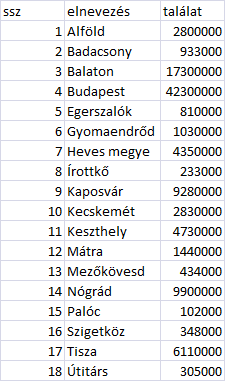 ssz elnevezés találat
1 Alföld 2800000
2 Badacsony 933000
3 Balaton 17300000
4 Budapest 42300000
5 Egerszalók 810000
6 Gyomaendrőd 1030000
7 Heves megye 4350000
8 Írottkő 233000
9 Kaposvár 9280000
10 Kecskemét 2830000
11 Keszthely 4730000
12 Mátra 1440000
13 Mezőkövesd 434000
14 Nógrád 9900000
15 Palóc 102000
16 Szigetköz 348000
17 Tisza 6110000
18 Útitárs 305000